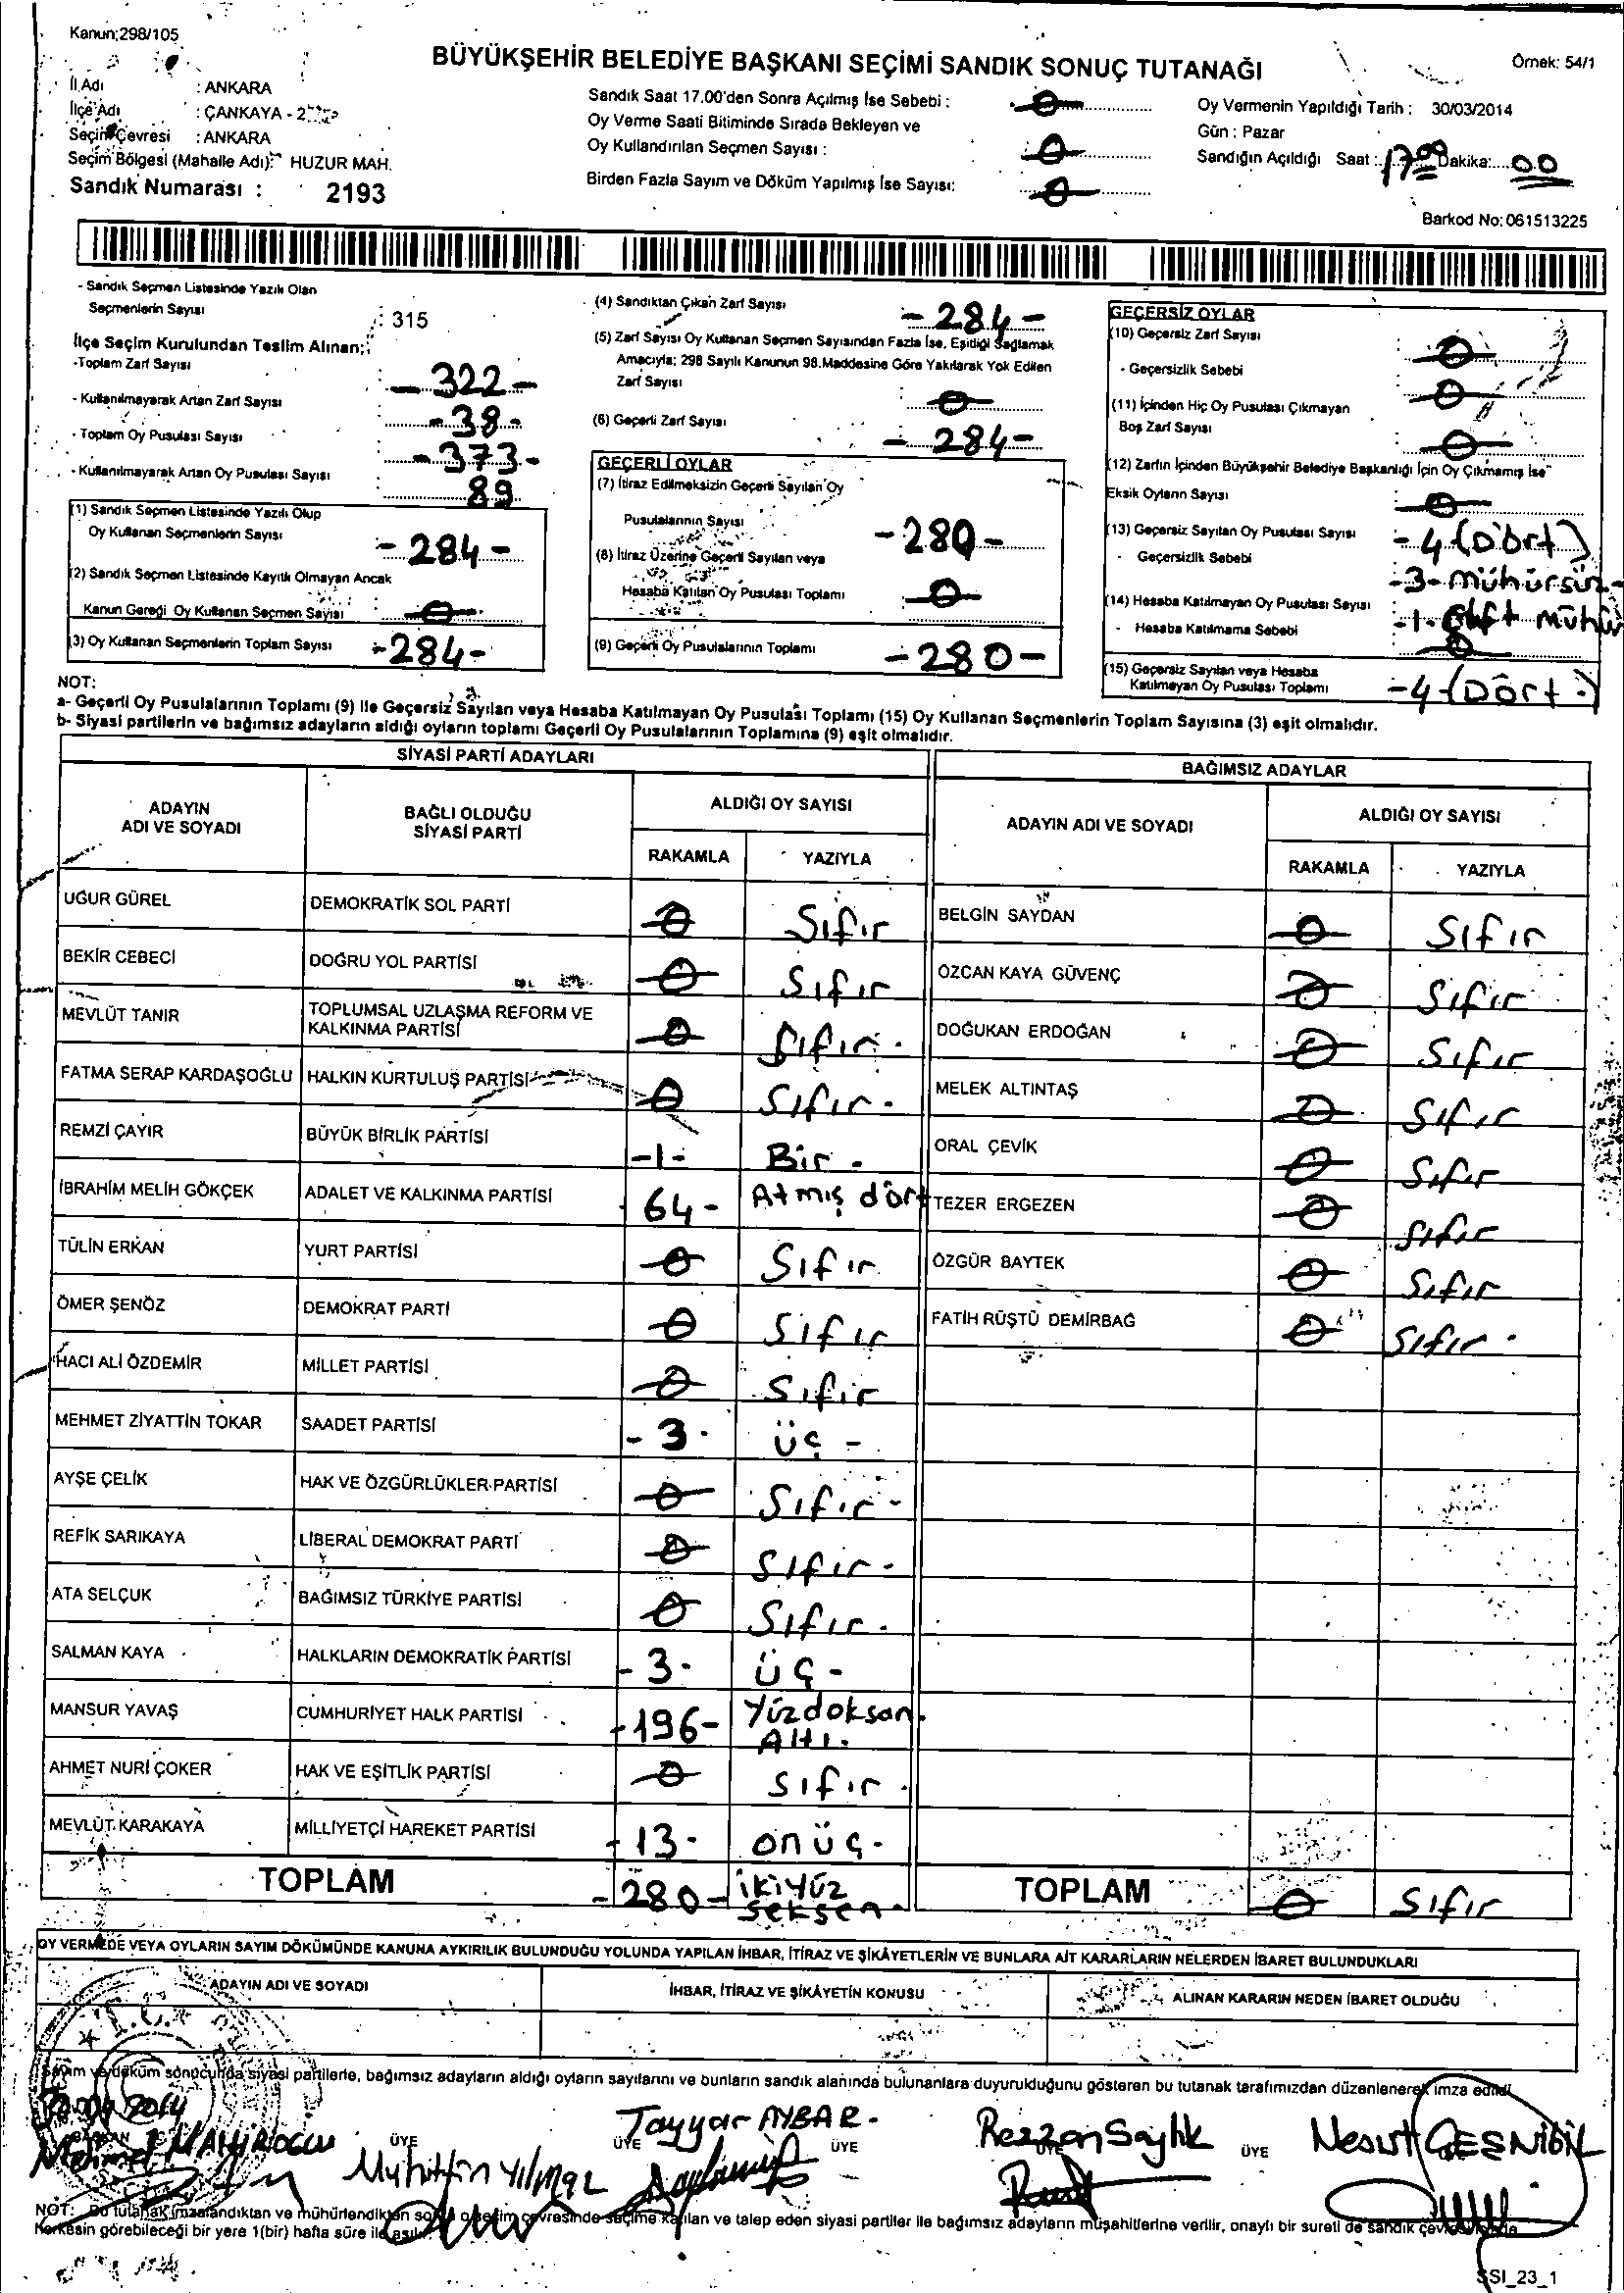 Kanun;298/105
BÜYÜKŞEHİR BELEDİYE BAŞKANI SEÇİMİ SANDIK SONUÇ TUTANAĞI
Örnek: 54/1
İl Adı : ANKARA
İlçe Adı : ÇANKAYA - 2
Seçim Çevresi : ANKARA
Seçim Bölgesi (Mahalle Adı): HUZUR MAH.
Sandık Numarası : 2193
Sandık Saat 17.00'den Sonra Açılmış İse Sebebi : 0
Oy Verme Saati Bitiminde Sırada Bekleyen ve
Oy Kullandırılan Seçmen Sayısı : 0
Birden Fazla Sayım ve Döküm Yapılmış İse Sayısı: 0
Oy Vermenin Yapıldığı Tarih : 30/03/2014
Gün : Pazar
Sandığın Açıldığı Saat : 17.00 Dakika: 00
Barkod No: 061513225
- Sandık Seçmen Listesinde Yazılı Olan
Seçmenlerin Sayısı : 315
İlçe Seçim Kurulundan Teslim Alınan;
-Toplam Zarf Sayısı : - 322 -
- Kullanılmayarak Artan Zarf Sayısı : - 38 -
- Toplam Oy Pusulası Sayısı : - 373 -
- Kullanılmayarak Artan Oy Pusulası Sayısı : 89
(1) Sandık Seçmen Listesinde Yazılı Olup
Oy Kullanan Seçmenlerin Sayısı : - 284 -
(2) Sandık Seçmen Listesinde Kayıtlı Olmayan Ancak
Kanun Gereği Oy Kullanan Seçmen Sayısı : 0
(3) Oy Kullanan Seçmenlerin Toplam Sayısı : - 284 -
(4) Sandıktan Çıkan Zarf Sayısı : - 284 -
(5) Zarf Sayısı Oy Kullanan Seçmen Sayısından Fazla İse, Eşitliği Sağlamak
Amacıyla; 298 Sayılı Kanunun 98.Maddesine Göre Yakılarak Yok Edilen
Zarf Sayısı : 0
(6) Geçerli Zarf Sayısı : - 284 -
GEÇERLİ OYLAR
(7) İtiraz Edilmeksizin Geçerli Sayılan Oy
Pusulalarının Sayısı : - 280 -
(8) İtiraz Üzerine Geçerli Sayılan veya
Hesaba Katılan Oy Pusulası Toplamı : 0
(9) Geçerli Oy Pusulalarının Toplamı : - 280 -
GEÇERSİZ OYLAR
(10) Geçersiz Zarf Sayısı : 0
- Geçersizlik Sebebi : 0
(11) İçinden Hiç Oy Pusulası Çıkmayan
Boş Zarf Sayısı : 0
(12) Zarfın İçinden Büyükşehir Belediye Başkanlığı İçin Oy Çıkmamış İse
Eksik Oyların Sayısı : 0
(13) Geçersiz Sayılan Oy Pusulası Sayısı : - 4 (Dört)
- Geçersizlik Sebebi : - 3 - mühürsüz -
- 1 - Çift mühür
(14) Hesaba Katılmayan Oy Pusulası Sayısı
- Hesaba Katılmama Sebebi : 0
(15) Geçersiz Sayılan veya Hesaba
Katılmayan Oy Pusulası Toplamı - 4 (Dört.)
NOT:
a- Geçerli Oy Pusulalarının Toplamı (9) ile Geçersiz Sayılan veya Hesaba Katılmayan Oy Pusulası Toplamı (15) Oy Kullanan Seçmenlerin Toplam Sayısına (3) eşit olmalıdır.
b- Siyasi partilerin ve bağımsız adayların aldığı oyların toplamı Geçerli Oy Pusulalarının Toplamına (9) eşit olmalıdır.
SİYASİ PARTİ ADAYLARI
ADAYIN ADI VE SOYADI
BAĞLI OLDUĞU SİYASİ PARTİ
ALDIĞI OY SAYISI
RAKAMLA YAZIYLA
UĞUR GÜREL DEMOKRATİK SOL PARTİ 0 Sıfır
BEKİR CEBECİ DOĞRU YOL PARTİSİ 0 Sıfır
MEVLÜT TANIR TOPLUMSAL UZLAŞMA REFORM VE KALKINMA PARTİSİ 0 Sıfır.
FATMA SERAP KARDAŞOĞLU HALKIN KURTULUŞ PARTİSİ 0 Sıfır.
REMZİ ÇAYIR BÜYÜK BİRLİK PARTİSİ -1- Bir -
İBRAHİM MELİH GÖKÇEK ADALET VE KALKINMA PARTİSİ 64 - Atmış dört
TÜLİN ERKAN YURT PARTİSİ 0 Sıfır
ÖMER ŞENÖZ DEMOKRAT PARTİ 0 Sıfır
HACI ALİ ÖZDEMİR MİLLET PARTİSİ 0 Sıfır
MEHMET ZİYATTİN TOKAR SAADET PARTİSİ - 3 - üç -
AYŞE ÇELİK HAK VE ÖZGÜRLÜKLER PARTİSİ 0 Sıfır -
REFİK SARIKAYA LİBERAL DEMOKRAT PARTİ 0 Sıfır -
ATA SELÇUK BAĞIMSIZ TÜRKİYE PARTİSİ 0 Sıfır.
SALMAN KAYA HALKLARIN DEMOKRATİK PARTİSİ - 3 - üç -
MANSUR YAVAŞ CUMHURİYET HALK PARTİSİ - 196 - Yüzdoksan Altı.
AHMET NURİ ÇOKER HAK VE EŞİTLİK PARTİSİ 0 Sıfır.
MEVLÜT KARAKAYA MİLLİYETÇİ HAREKET PARTİSİ - 13 - onüç -
TOPLAM - 280 - ikiyüz seksen -
BAĞIMSIZ ADAYLAR
ADAYIN ADI VE SOYADI
ALDIĞI OY SAYISI
RAKAMLA YAZIYLA
BELGİN SAYDAN 0 Sıfır
ÖZCAN KAYA GÜVENÇ 0 Sıfır
DOĞUKAN ERDOĞAN 0 Sıfır
MELEK ALTINTAŞ 0 Sıfır
ORAL ÇEVİK 0 Sıfır
TEZER ERGEZEN 0 Sıfır
ÖZGÜR BAYTEK 0 Sıfır
FATİH RÜŞTÜ DEMİRBAĞ 0 Sıfır.
TOPLAM 0 Sıfır
OY VERMEDE VEYA OYLARIN SAYIM DÖKÜMÜNDE KANUNA AYKIRILIK BULUNDUĞU YOLUNDA YAPILAN İHBAR, İTİRAZ VE ŞİKÂYETLERİN VE BUNLARA AİT KARARLARIN NELERDEN İBARET BULUNDUKLARI
ADAYIN ADI VE SOYADI İHBAR, İTİRAZ VE ŞİKÂYETİN KONUSU ALINAN KARARIN NEDEN İBARET OLDUĞU
T.C.
Sayım ve döküm sonucunda siyasi partilerle, bağımsız adayların aldığı oyların sayılarını ve bunların sandık alanında bulunanlara duyurulduğunu gösteren bu tutanak tarafımızdan düzenlenerek imza edildi
BAŞKAN ÜYE ÜYE ÜYE ÜYE ÜYE
Muhittin Yılmaz
Tayyar AYBAR.
Rezzan Saylık
NOT: Bu tutanak imzalandıktan ve mühürlendikten sonra o seçim çevresinde seçime katılan ve talep eden siyasi partiler ile bağımsız adayların müşahitlerine verilir, onaylı bir sureti de sandık çevresinde
herkesin görebileceği bir yere 1(bir) hafta süre ile asılır.
SSI_23_1